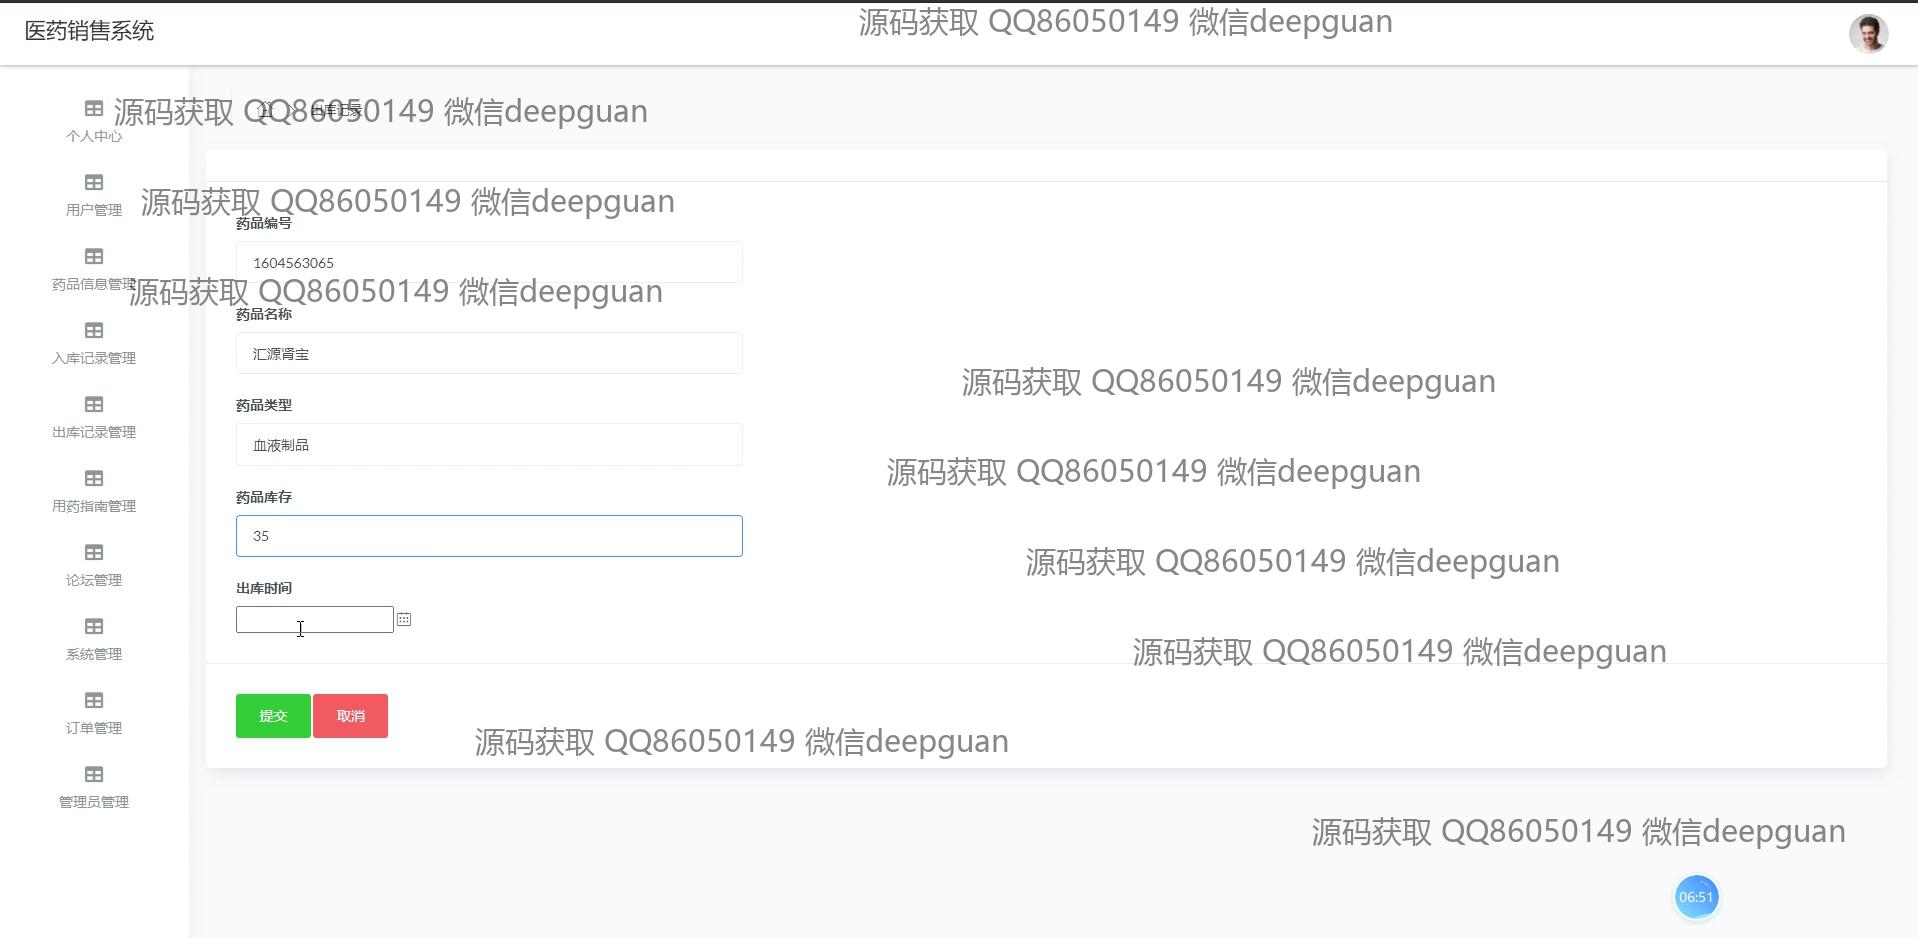 医药销售系统
源码获取 QQ86050149 微信deepguan
源码获取 QQ86050149 微信deepguan
出库记录
个人中心
用户管理
源码获取 QQ86050149 微信deepguan
药品编号
1604563065
药品信息管理
源码获取 QQ86050149 微信deepguan
药品名称
汇源肾宝
入库记录管理
源码获取 QQ86050149 微信deepguan
药品类型
血液制品
出库记录管理
源码获取 QQ86050149 微信deepguan
药品库存
35
用药指南管理
源码获取 QQ86050149 微信deepguan
出库时间
论坛管理
系统管理
源码获取 QQ86050149 微信deepguan
提交
取消
订单管理
源码获取 QQ86050149 微信deepguan
管理员管理
源码获取 QQ86050149 微信deepguan
06:51